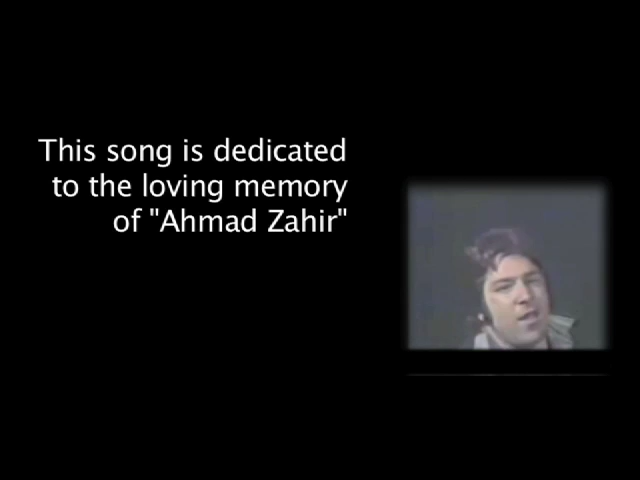 This song is dedicated
to the loving memory
of "Ahmad Zahir"